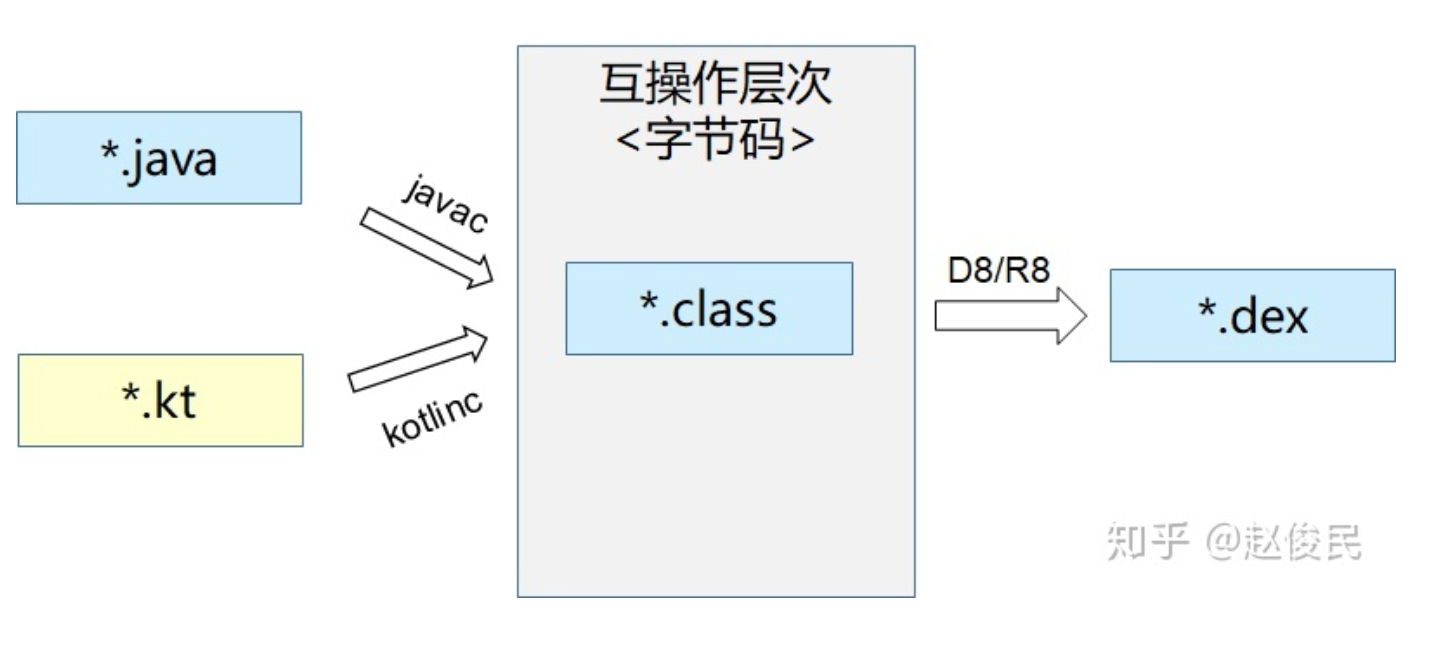 *.java
javac
*.kt
kotlinc
互操作层次
<字节码>
*.class
D8/R8
*.dex
知乎 @赵俊民